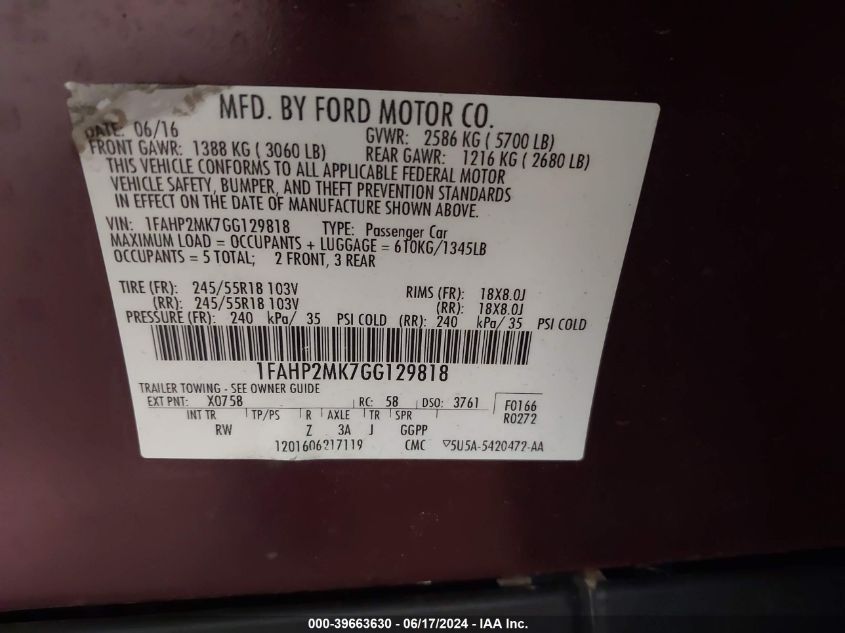 MFD. BY FORD MOTOR CO.
DATE: 06/16 GVWR: 2586 KG ( 5700 LB)
FRONT GAWR: 1388 KG ( 3060 LB) REAR GAWR: 1216 KG ( 2680 LB)
THIS VEHICLE CONFORMS TO ALL APPLICABLE FEDERAL MOTOR
VEHICLE SAFETY, BUMPER, AND THEFT PREVENTION STANDARDS
IN EFFECT ON THE DATE OF MANUFACTURE SHOWN ABOVE.
VIN: 1FAHP2MK7GG129818 TYPE: Passenger Car
MAXIMUM LOAD = OCCUPANTS + LUGGAGE = 610KG/1345LB
OCCUPANTS = 5 TOTAL; 2 FRONT, 3 REAR
TIRE (FR): 245/55R18 103V RIMS (FR): 18X8.0J
(RR): 245/55R18 103V (RR): 18X8.0J
PRESSURE (FR): 240 kPa/ 35 PSI COLD (RR): 240 kPa/ 35 PSI COLD
1FAHP2MK7GG129818
TRAILER TOWING - SEE OWNER GUIDE
EXT PNT: X0758 RC: 58 DSO: 3761 F0166
INT TR TP/PS R AXLE TR SPR R0272
RW Z 3A J GGPP
1201606217119 CMC 5U5A-5420472-AA
000-39663630 - 06/17/2024 - IAA Inc.